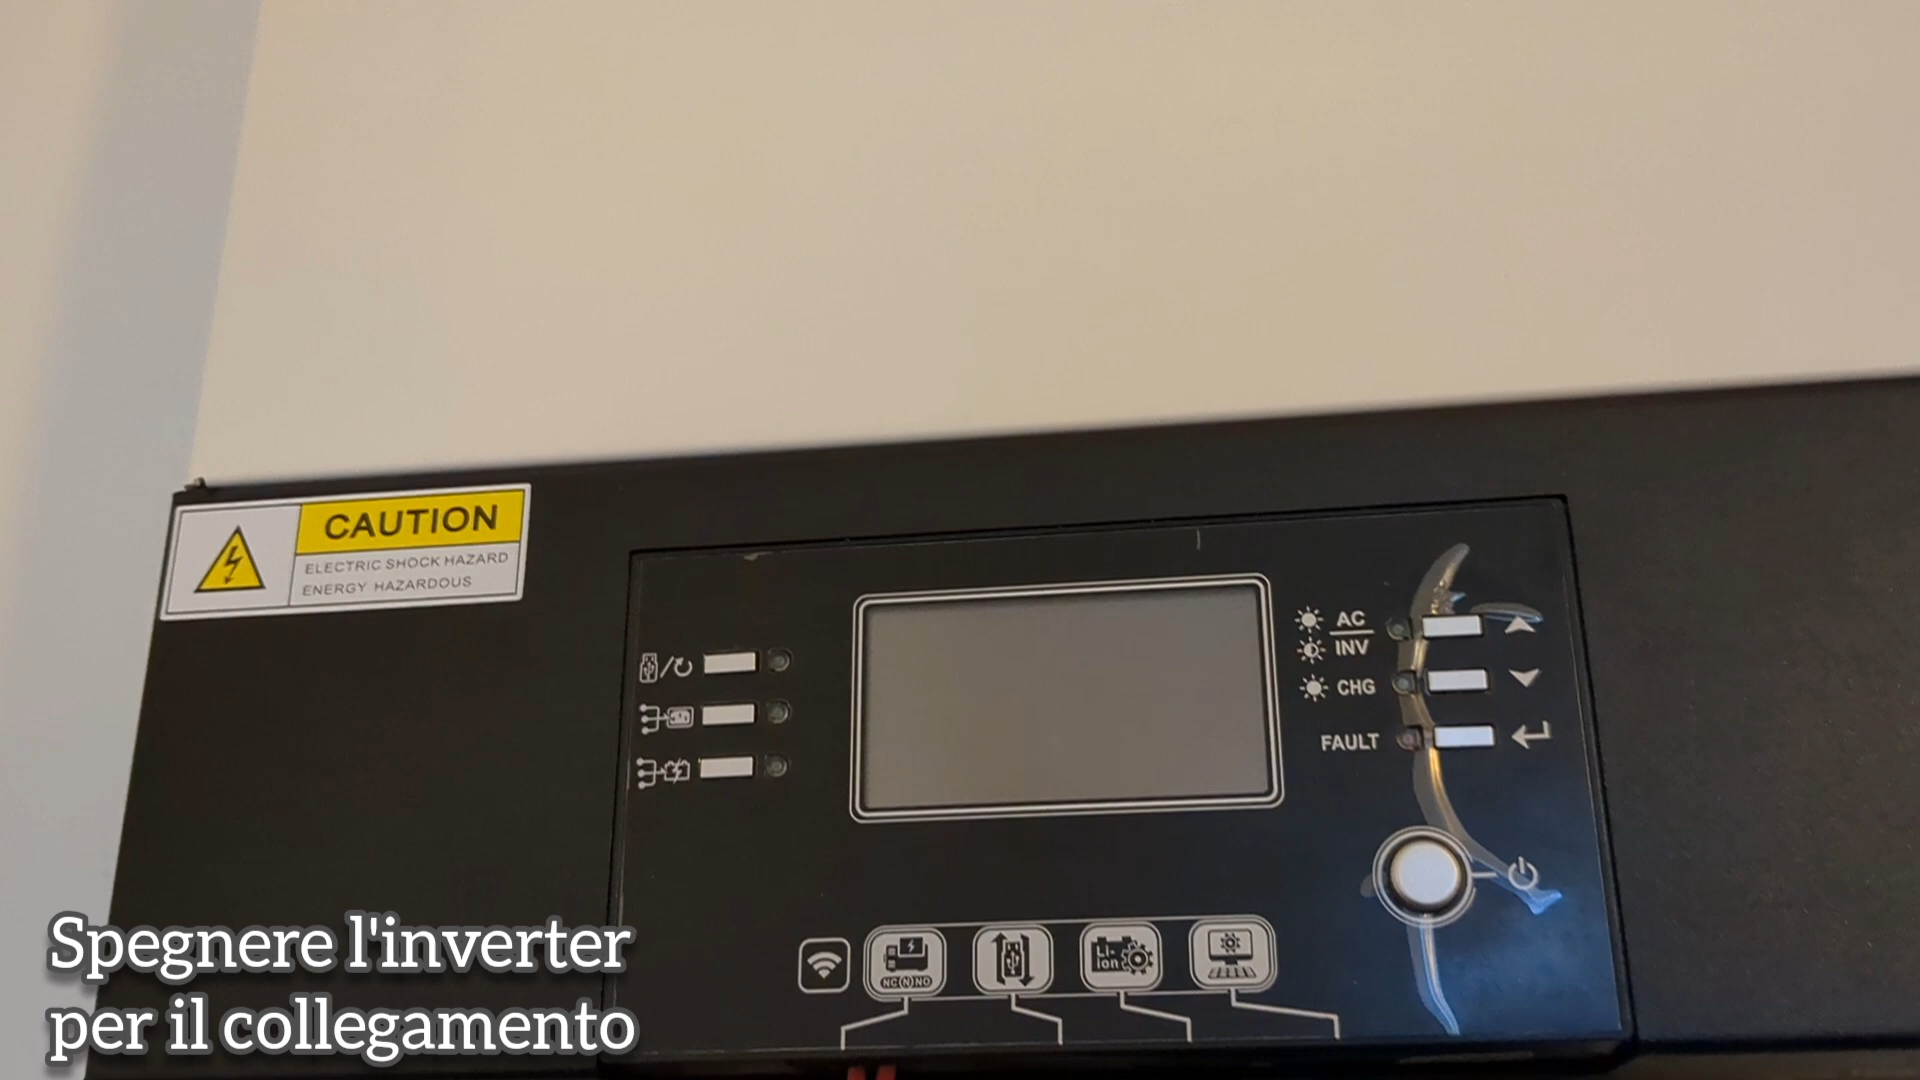 CAUTION
ELECTRIC SHOCK HAZARD
ENERGY HAZARDOUS
AC
INV
CHG
FAULT
NC(N)NO
Li-
ion
Spegnere l'inverter
per il collegamento